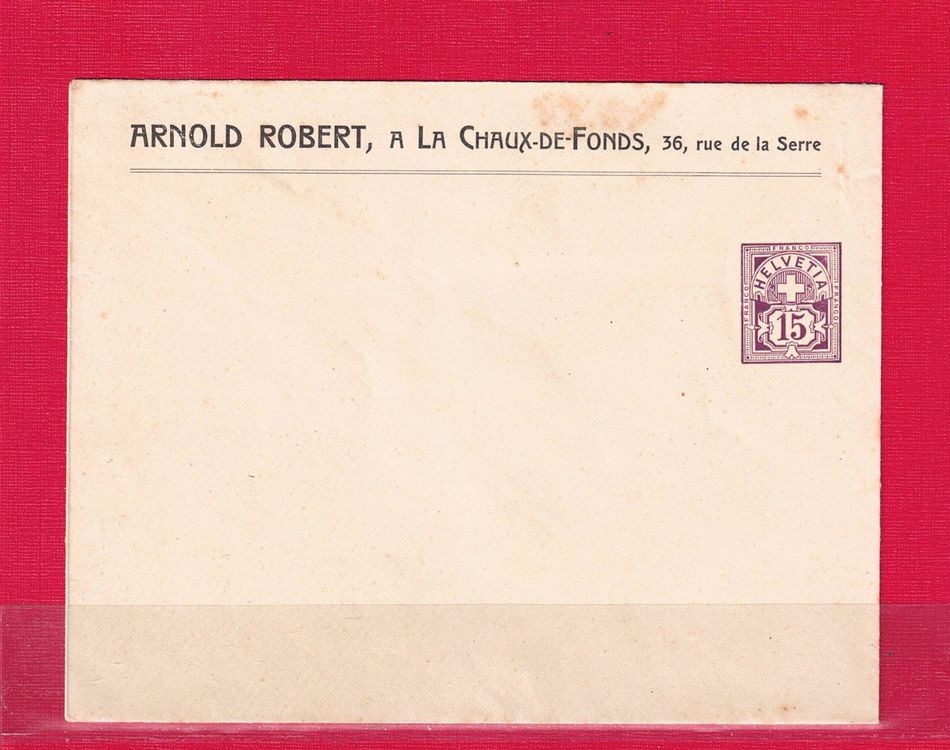 ARNOLD ROBERT, A LA CHAUX-DE-FONDS, 36, rue de la Serre
FRANCO
HELVETIA
FRANCO
FRANCO
15